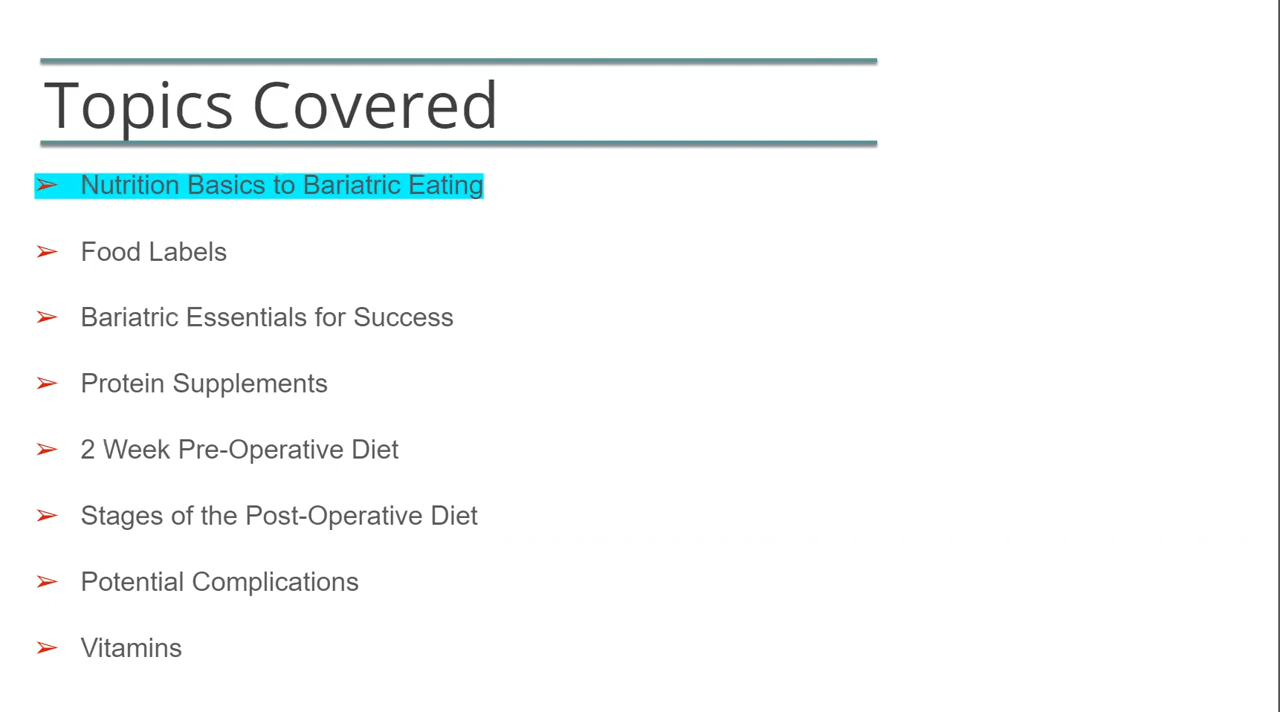 Topics Covered
➢ Nutrition Basics to Bariatric Eating
➢ Food Labels
➢ Bariatric Essentials for Success
➢ Protein Supplements
➢ 2 Week Pre-Operative Diet
➢ Stages of the Post-Operative Diet
➢ Potential Complications
➢ Vitamins